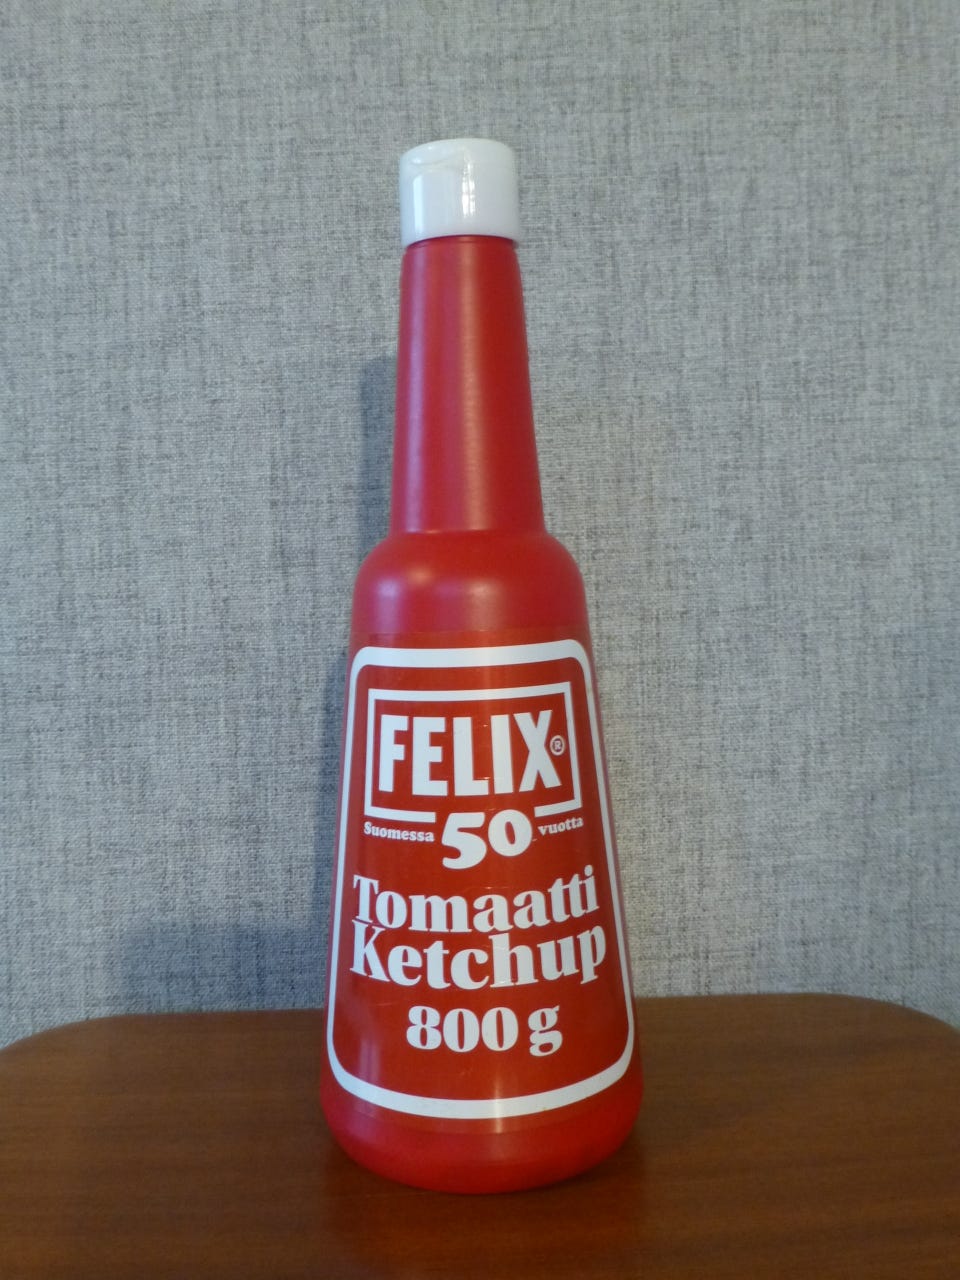 FELIX®
Suomessa 50 vuotta
Tomaatti
Ketchup
800 g